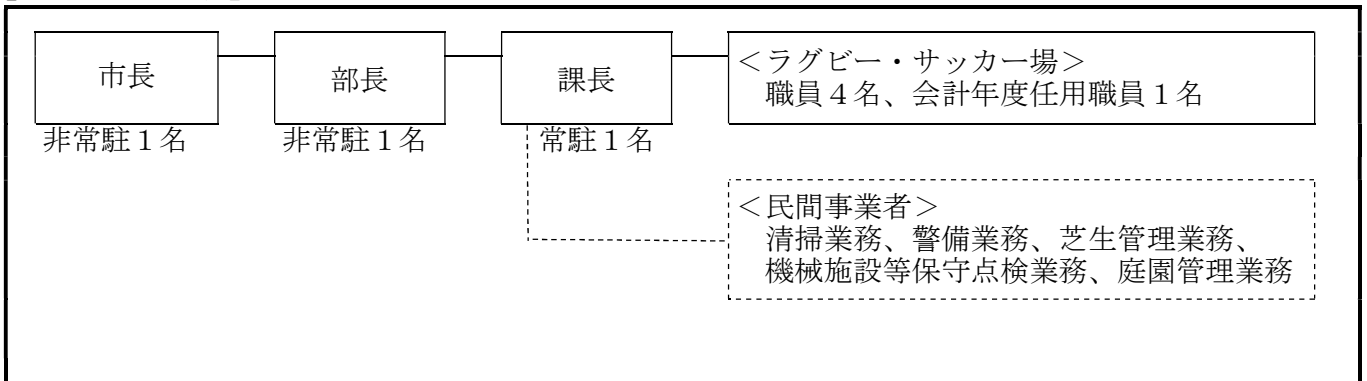 市長
部長
課長
＜ラグビー・サッカー場＞
職員４名、会計年度任用職員１名
非常駐１名
非常駐１名
常駐１名
＜民間事業者＞
清掃業務、警備業務、芝生管理業務、
機械施設等保守点検業務、庭園管理業務